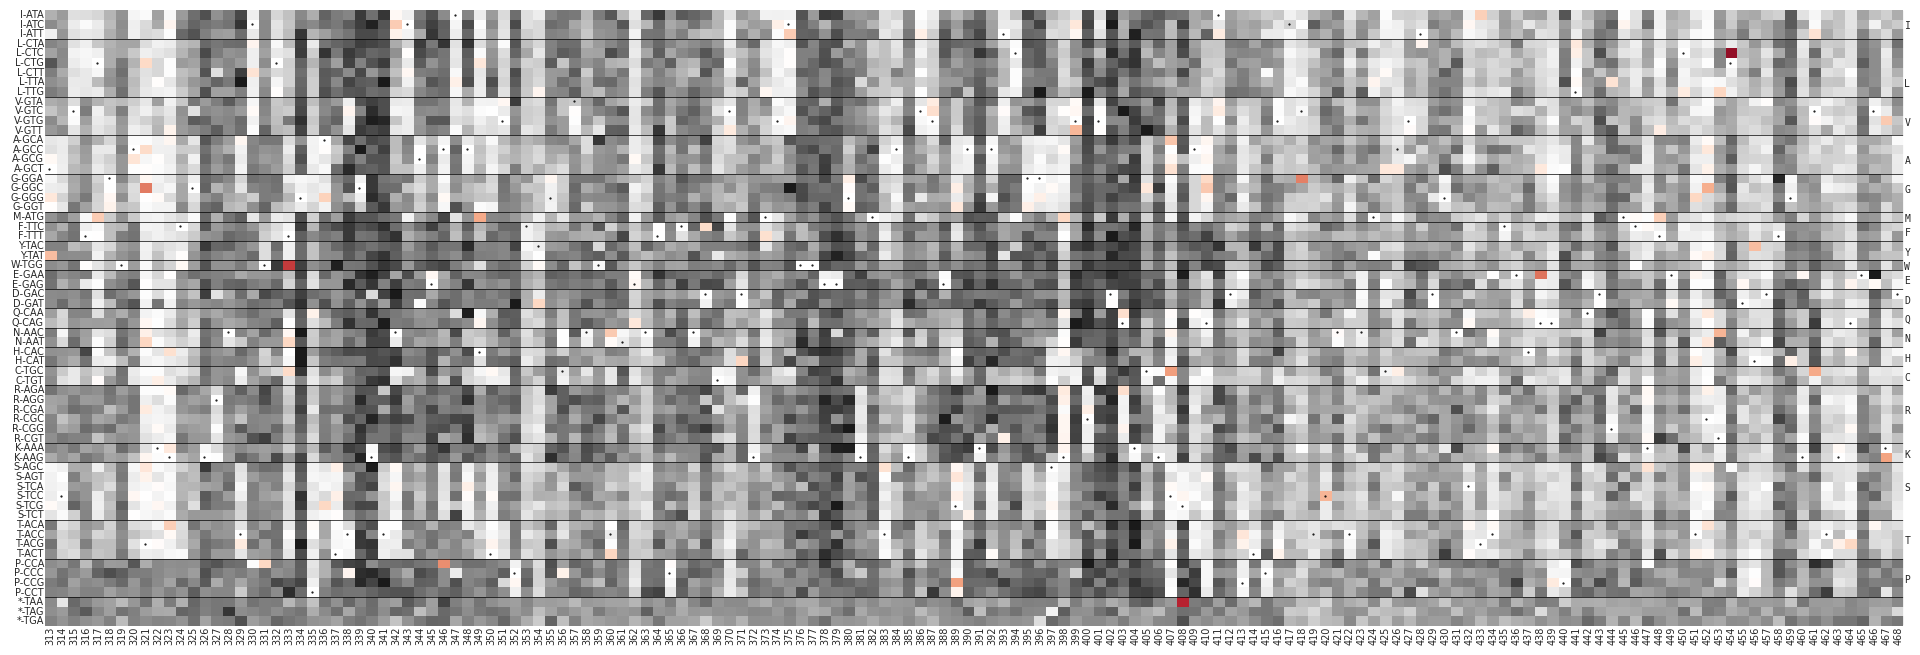 I-ATA
I-ATC
I-ATT
I
L-CTA
L-CTC
L-CTG
L-CTT
L-TTA
L
L-TTG
V-GTA
V-GTC
V-GTG
V
V-GTT
A-GCA
A-GCC
A-GCG
A
A-GCT
G-GGA
G-GGC
G
G-GGG
G-GGT
M-ATG
M
F-TTC
F
F-TTT
Y-TAC
Y
Y-TAT
W-TGG
W
E-GAA
E
E-GAG
D-GAC
D
D-GAT
Q-CAA
Q
Q-CAG
N-AAC
N
N-AAT
H-CAC
H
H-CAT
C-TGC
C
C-TGT
R-AGA
R-AGG
R-CGA
R
R-CGC
R-CGG
R-CGT
K-AAA
K
K-AAG
S-AGC
S-AGT
S-TCA
S
S-TCC
S-TCG
S-TCT
T-ACA
T-ACC
T
T-ACG
T-ACT
P-CCA
P-CCC
P
P-CCG
P-CCT
*-TAA
*-TAG
*-TGA
313 314 315 316 317 318 319 320 321 322 323 324 325 326 327 328 329 330 331 332 333 334 335 336 337 338 339 340 341 342 343 344 345 346 347 348 349 350 351 352 353 354 355 356 357 358 359 360 361 362 363 364 365 366 367 368 369 370 371 372 373 374 375 376 377 378 379 380 381 382 383 384 385 386 387 388 389 390 391 392 393 394 395 396 397 398 399 400 401 402 403 404 405 406 407 408 409 410 411 412 413 414 415 416 417 418 419 420 421 422 423 424 425 426 427 428 429 430 431 432 433 434 435 436 437 438 439 440 441 442 443 444 445 446 447 448 449 450 451 452 453 454 455 456 457 458 459 460 461 462 463 464 465 466 467 468